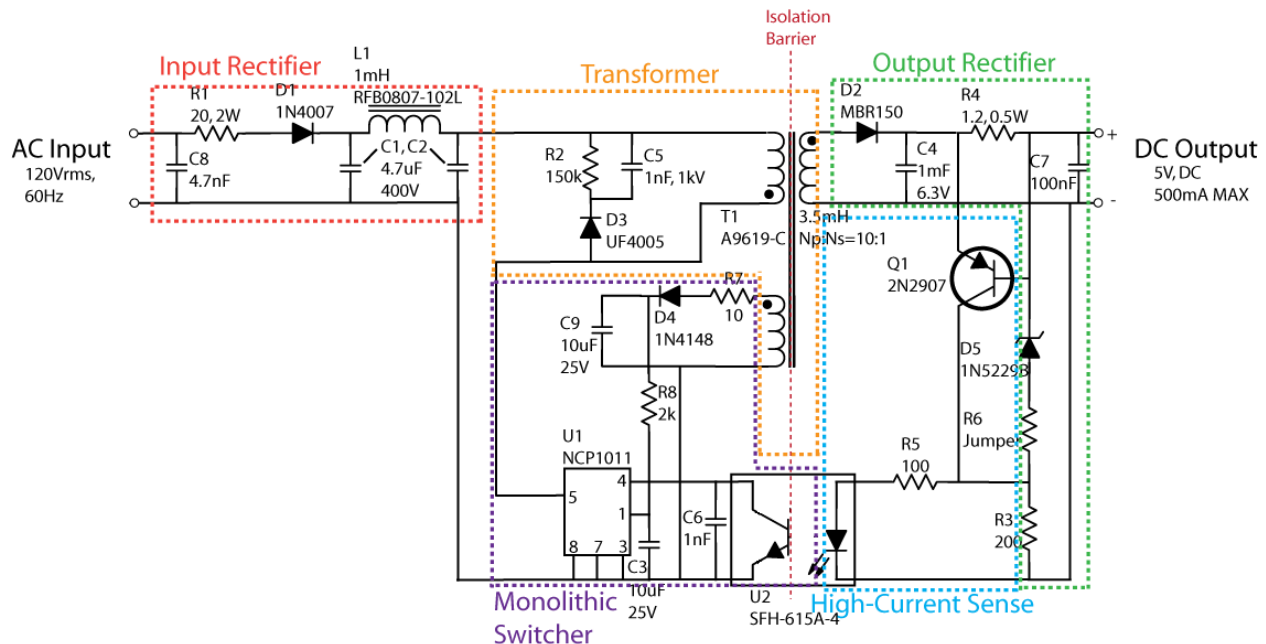 Isolation
Barrier
Input Rectifier
L1
1mH
RFB0807-102L
Transformer
Output Rectifier
R1
20, 2W
D1
1N4007
D2
MBR150
R4
1.2, 0.5W
+
AC Input
120Vrms,
60Hz
C8
4.7nF
C1, C2
4.7uF
400V
R2
150k
C5
1nF, 1kV
C4
1mF
6.3V
C7
100nF
DC Output
5V, DC
500mA MAX
-
D3
UF4005
T1
A9619-C
3.5mH
Np:Ns=10:1
Q1
2N2907
R7
10
D4
1N4148
C9
10uF
25V
D5
1N5229B
R8
2k
R6
Jumper
U1
NCP1011
R5
100
4
5
1
8 7 3
C6
1nF
R3
200
C3
10uF
25V
U2
SFH-615A-4
Monolithic
Switcher
High-Current Sense